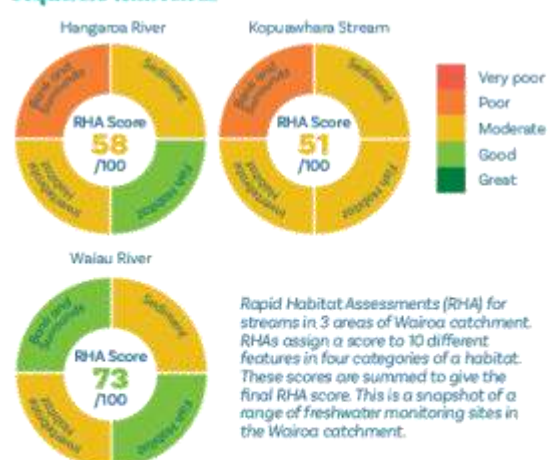 Hangaroa River
Kopuawhara Stream
Bank and
Surrounds
Sediment
RHA Score
58
/100
Invertebrate
Habitat
Fish Habitat
Bank and
Surrounds
Sediment
RHA Score
51
/100
Invertebrate
Habitat
Fish Habitat
Very poor
Poor
Moderate
Good
Great
Waiau River
Bank and
Surrounds
Sediment
RHA Score
73
/100
Invertebrate
Habitat
Fish Habitat
Rapid Habitat Assessments (RHA) for
streams in 3 areas of Wairoa catchment.
RHAs assign a score to 10 different
features in four categories of a habitat.
These scores are summed to give the
final RHA score. This is a snapshot of a
range of freshwater monitoring sites in
the Wairoa catchment.